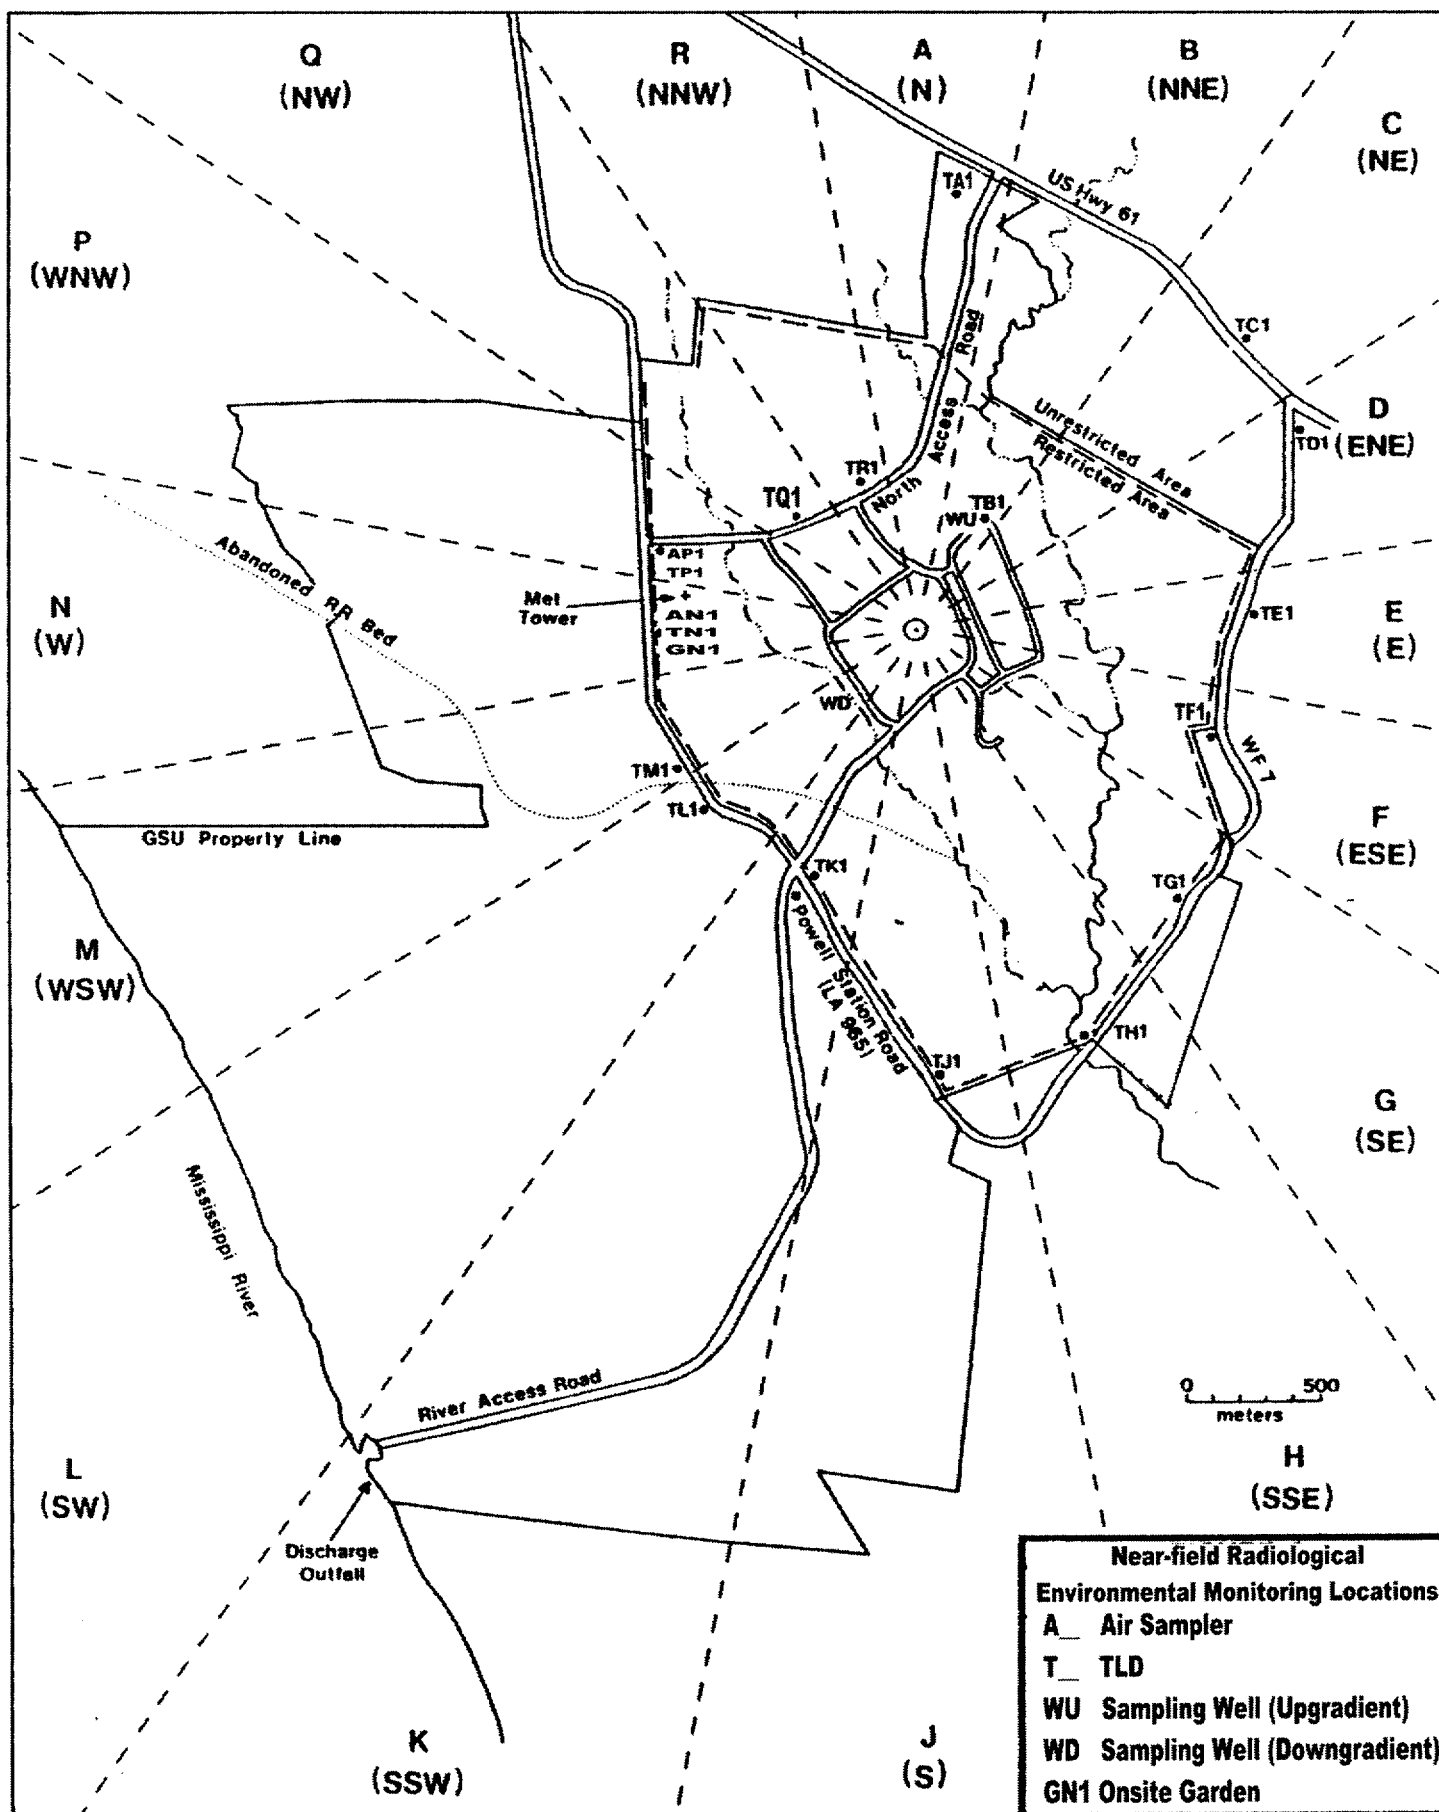 Q
(NW)
R
(NNW)
A
(N)
B
(NNE)
C
(NE)
P
(WNW)
TA1
US Hwy 61
TC1
D
(ENE)
TD1
Road
Access
North
Unrestricted Area
Restricted Area
TR1
TQ1
TB1
WU
AP1
TP1
Met
Tower
AN1
TN1
GN1
Abandoned RR Bed
N
(W)
E
(E)
TE1
WD
TF1
WF 7
TM1
TL1
GSU Property Line
F
(ESE)
TK1
TG1
Powell Station Road
(LA 965)
M
(WSW)
TH1
TJ1
G
(SE)
Mississippi River
River Access Road
0 500
meters
H
(SSE)
L
(SW)
Discharge
Outfall
K
(SSW)
J
(S)
Near-field Radiological
Environmental Monitoring Locations
A_ Air Sampler
T_ TLD
WU Sampling Well (Upgradient)
WD Sampling Well (Downgradient)
GN1 Onsite Garden